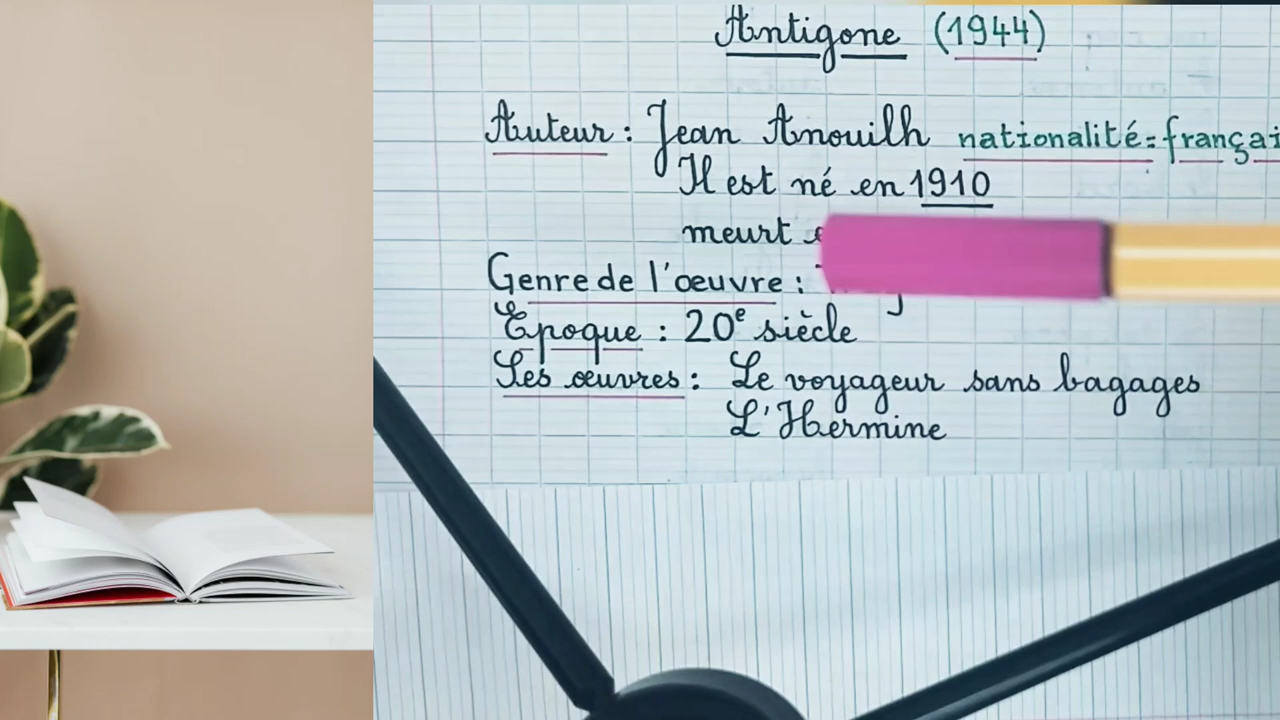 Antigone (1944)
Auteur : Jean Anouilh nationalité = françai
Il est né en 1910
meurt
Genre de l'œuvre :
Époque : 20e siècle
Ses œuvres : Le voyageur sans bagages
L'Hermine